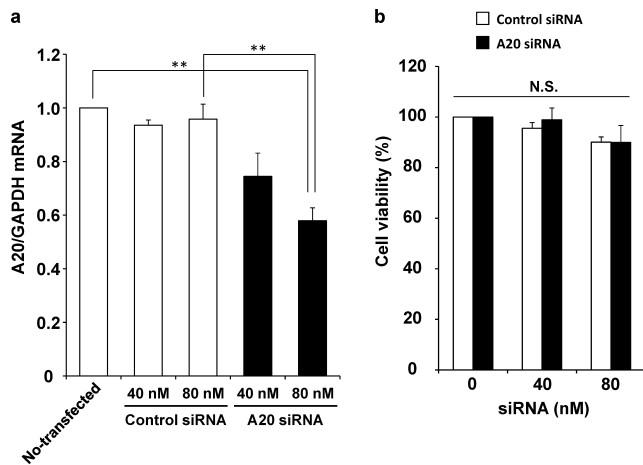 a
A20/GAPDH mRNA
1.2
1.0
0.8
0.6
0.4
0.2
0
**
**
No-transfected
40 nM 80 nM 40 nM 80 nM
Control siRNA A20 siRNA
b
Control siRNA
A20 siRNA
Cell viability (%)
120
100
80
60
40
20
0
N.S.
0 40 80
siRNA (nM)